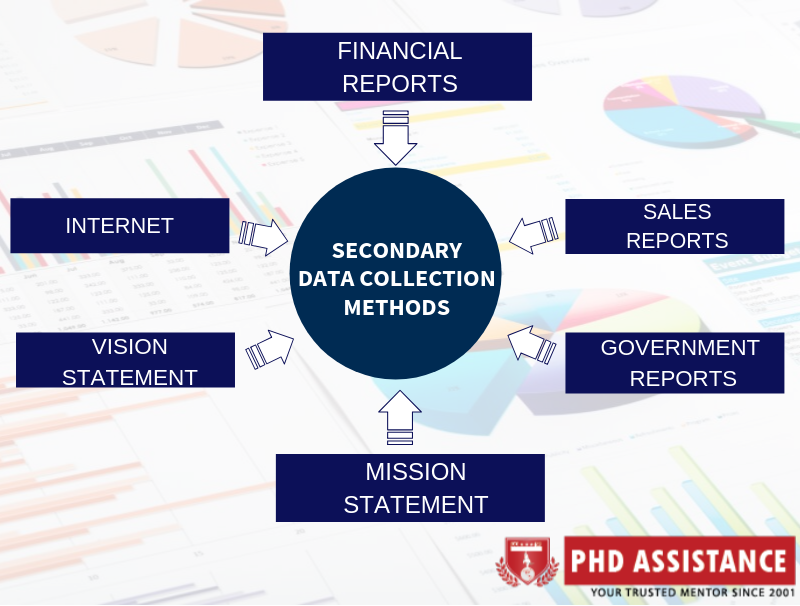 FINANCIAL
REPORTS
INTERNET
SALES
REPORTS
SECONDARY
DATA COLLECTION
METHODS
VISION
STATEMENT
GOVERNMENT
REPORTS
MISSION
STATEMENT
PHD ASSISTANCE
YOUR TRUSTED MENTOR SINCE 2001